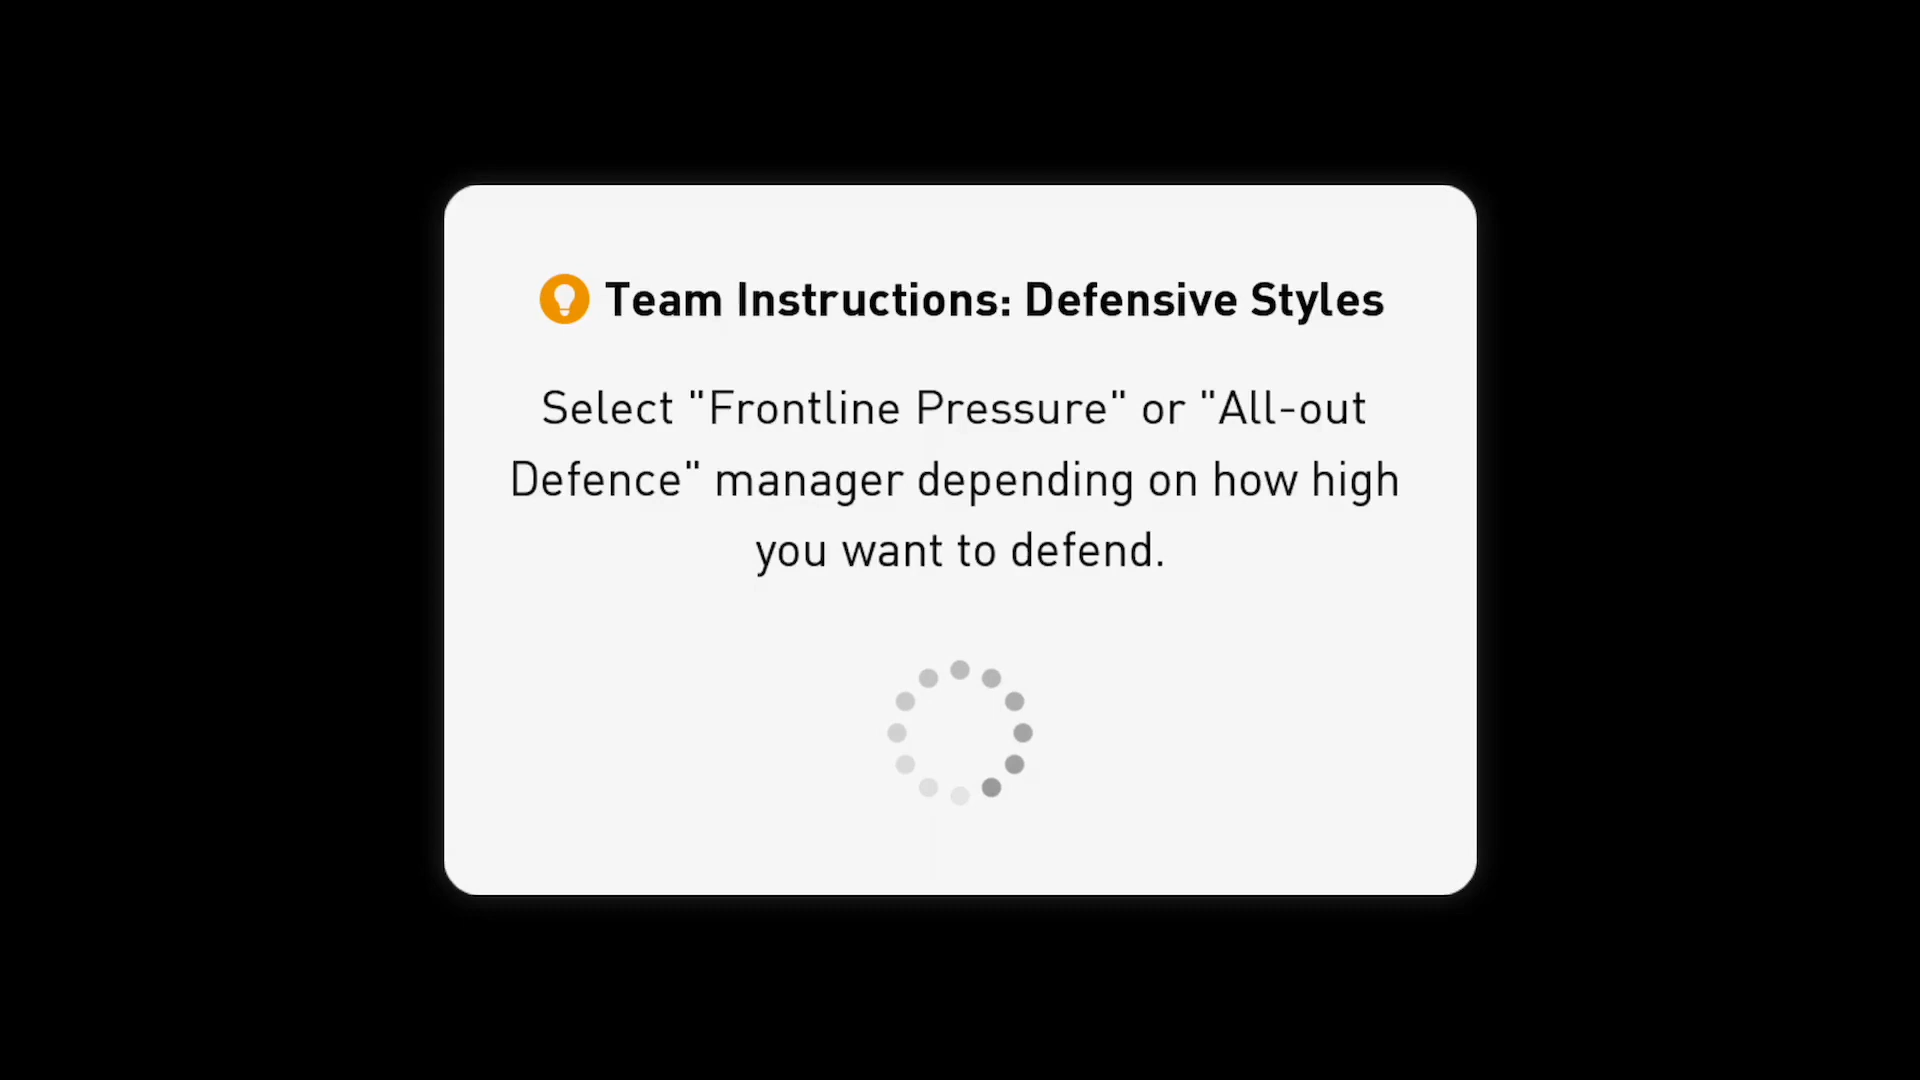 Team Instructions: Defensive Styles
Select "Frontline Pressure" or "All-out
Defence" manager depending on how high
you want to defend.